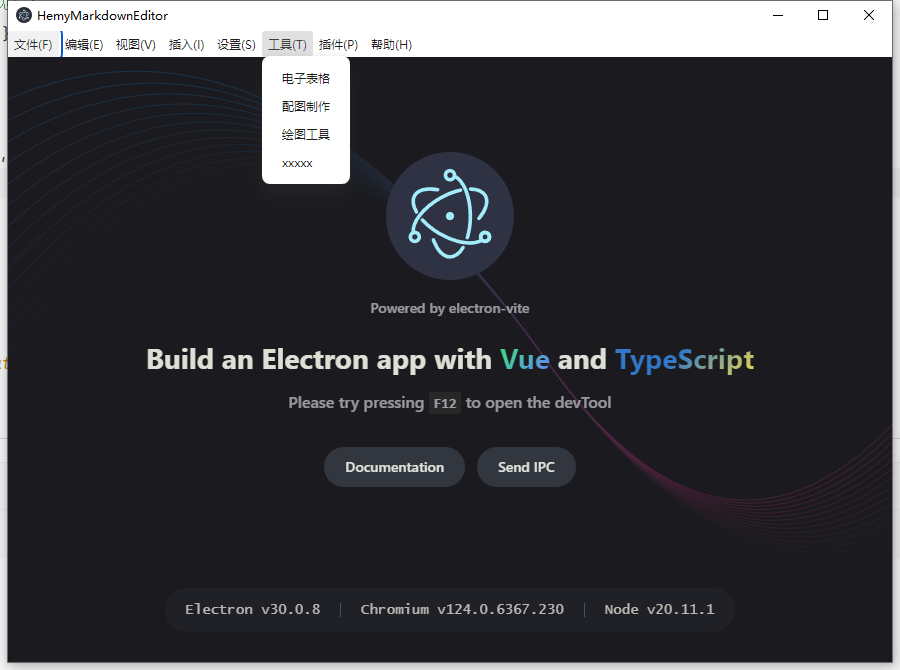 HemyMarkdownEditor
文件(F) 编辑(E) 视图(V) 插入(I) 设置(S) 工具(T) 插件(P) 帮助(H)
电子表格
配图制作
绘图工具
xxxxx
Powered by electron-vite
Build an Electron app with Vue and TypeScript
Please try pressing F12 to open the devTool
Documentation Send IPC
Electron v30.0.8 Chromium v124.0.6367.230 Node v20.11.1